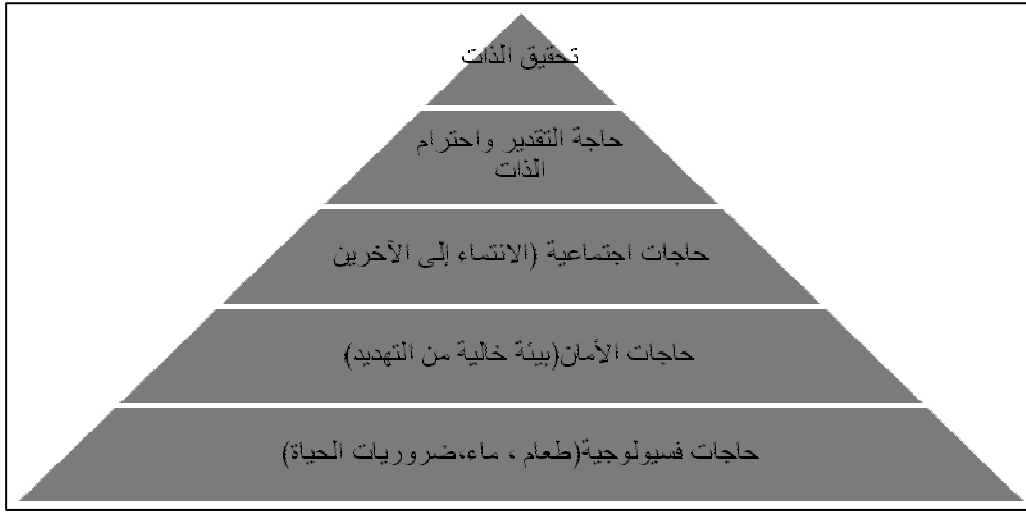 تحقيق الذات
حاجة التقدير واحترام
الذات
حاجات اجتماعية (الانتماء إلى الآخرين
حاجات الأمان(بيئة خالية من التهديد)
حاجات فسيولوجية(طعام ، ماء،ضروريات الحياة)